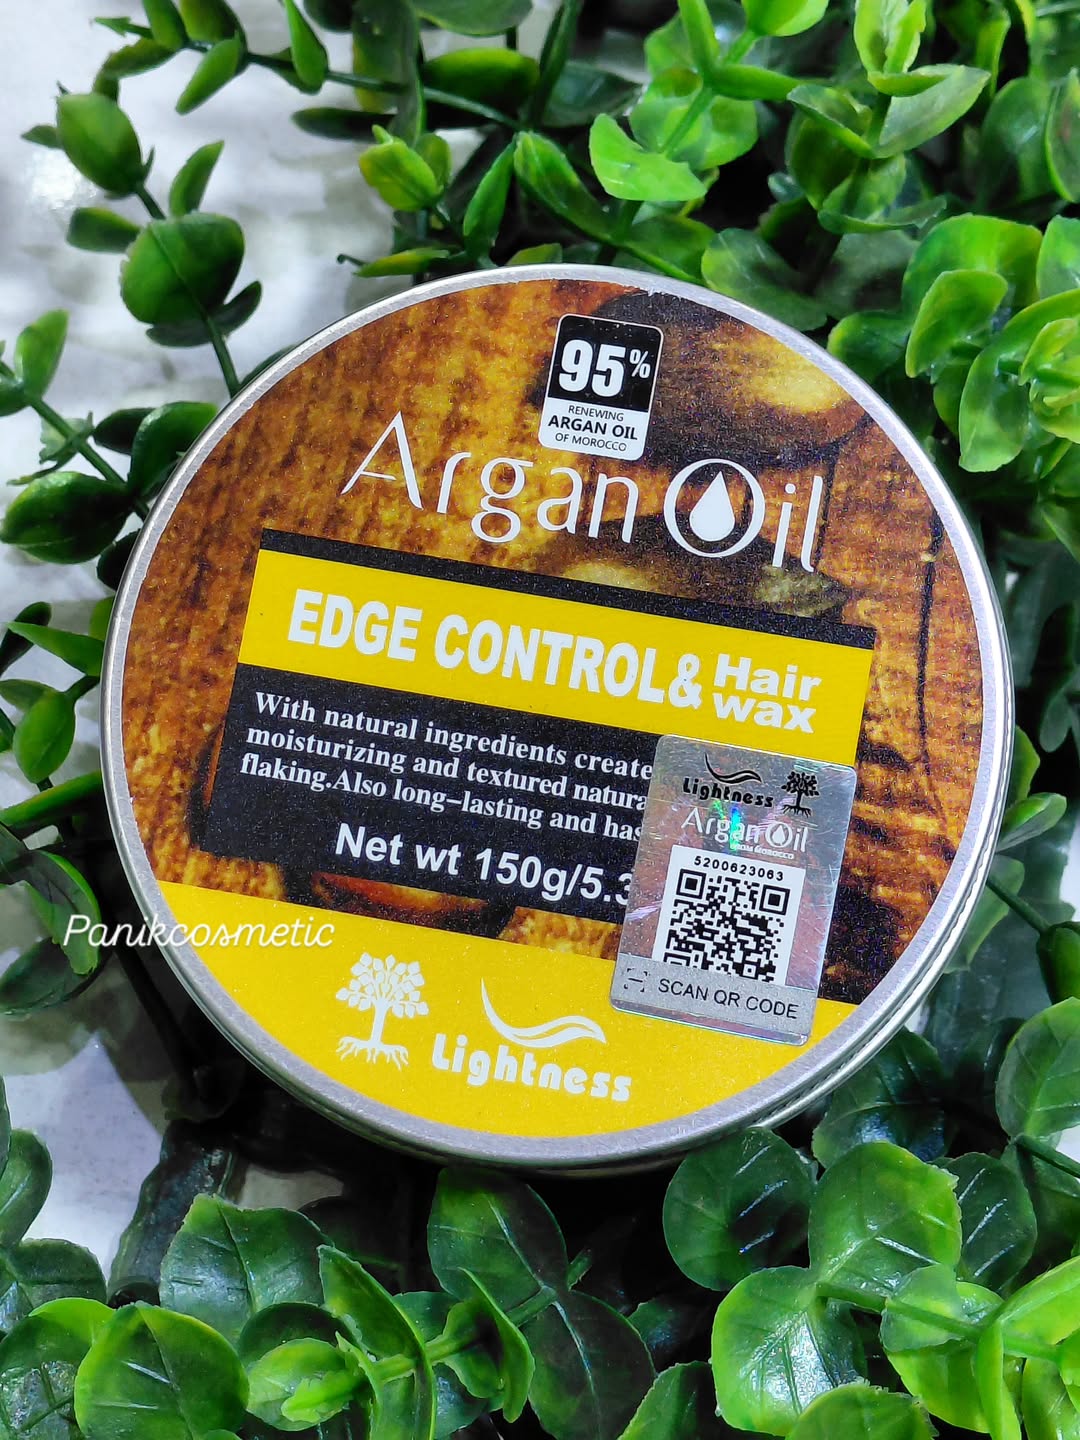 95%
RENEWING
ARGAN OIL
OF MOROCCO
Argan Oil
EDGE CONTROL & Hair wax
With natural ingredients create
moisturizing and textured natura
flaking.Also long-lasting and has
Net wt 150g/5.3
Lightness
Argan Oil
FROM MOROCCO
5200623063
SCAN QR CODE
Panikcosmetic
Lightness